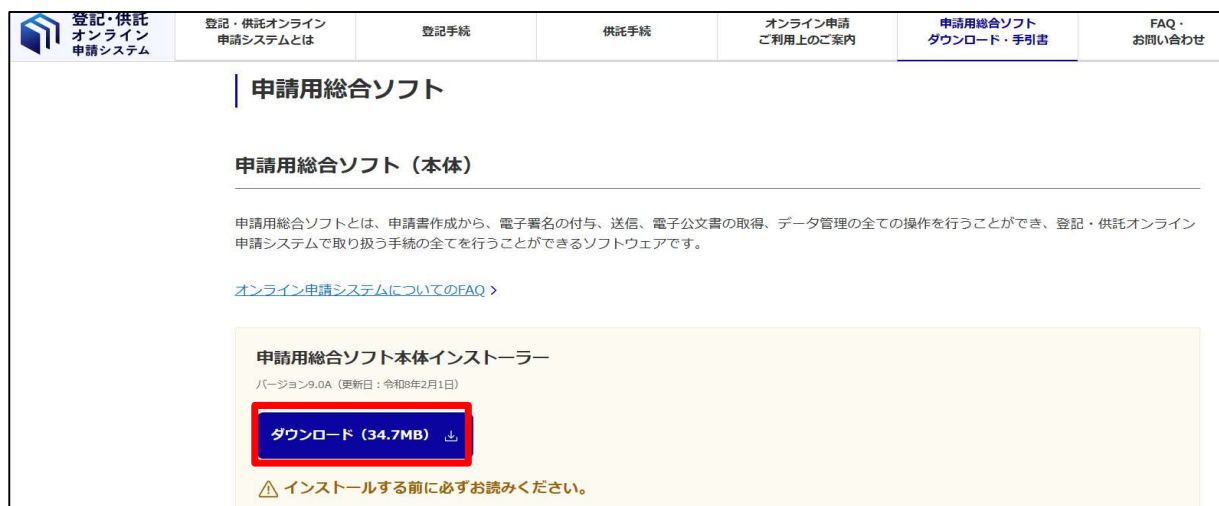 登記・供託
オンライン
申請システム
登記・供託オンライン
申請システムとは
登記手続
供託手続
オンライン申請
ご利用上のご案内
申請用総合ソフト
ダウンロード・手引書
FAQ・
お問い合わせ
申請用総合ソフト
申請用総合ソフト（本体）
申請用総合ソフトとは、申請書作成から、電子署名の付与、送信、電子公文書の取得、データ管理の全ての操作を行うことができ、登記・供託オンライン
申請システムで取り扱う手続の全てを行うことができるソフトウェアです。
オンライン申請システムについてのFAQ
申請用総合ソフト本体インストーラー
バージョン9.0A（更新日：令和8年2月1日）
ダウンロード（34.7MB）
インストールする前に必ずお読みください。